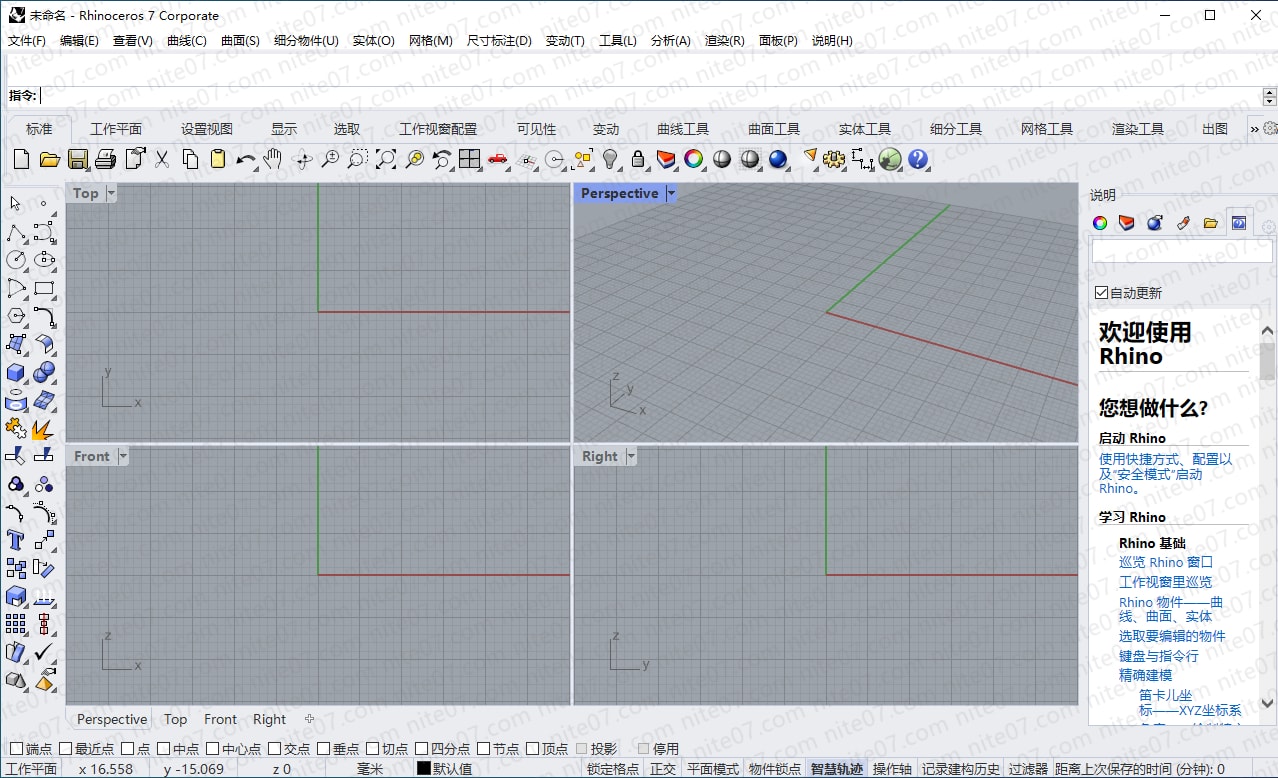 未命名 - Rhinoceros 7 Corporate
文件(F) 编辑(E) 查看(V) 曲线(C) 曲面(S) 细分物件(U) 实体(O) 网格(M) 尺寸标注(D) 变动(T) 工具(L) 分析(A) 渲染(R) 面板(P) 说明(H)
指令:
标准 工作平面 设置视图 显示 选取 工作视窗配置 可见性 变动 曲线工具 曲面工具 实体工具 细分工具 网格工具 渲染工具 出图 »
Top
Perspective
说明
自动更新
欢迎使用
Rhino
您想做什么?
启动 Rhino
使用快捷方式、配置以
及“安全模式”启动
Rhino。
学习 Rhino
Rhino 基础
巡览 Rhino 窗口
工作视窗里巡览
Rhino 物件——曲
线、曲面、实体
选取要编辑的物件
键盘与指令行
精确建模
笛卡儿坐
标——XYZ坐标系
y
x
z
y
x
Front
Right
z
x
z
y
Perspective Top Front Right
端点 最近点 点 中点 中心点 交点 垂点 切点 四分点 节点 顶点 投影 停用
工作平面 x 16.558 y -15.069 z 0 毫米 默认值 锁定格点 正交 平面模式 物件锁点 智慧轨迹 操作轴 记录建构历史 过滤器 距离上次保存的时间 (分钟): 0
nite07.com